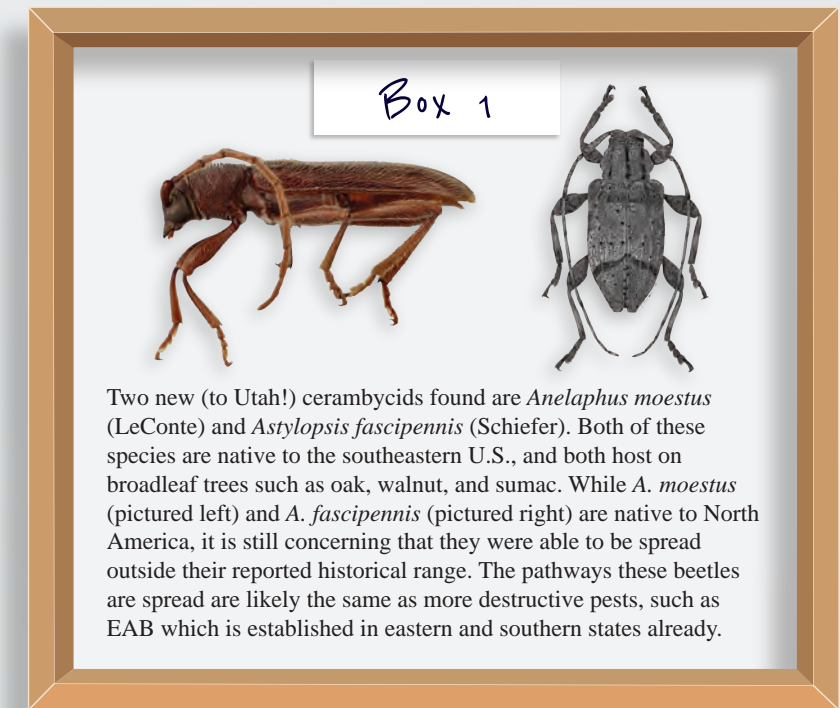 Box 1
Two new (to Utah!) cerambycids found are Anelaphus moestus
(LeConte) and Astylopsis fascipennis (Schiefer). Both of these
species are native to the southeastern U.S., and both host on
broadleaf trees such as oak, walnut, and sumac. While A. moestus
(pictured left) and A. fascipennis (pictured right) are native to North
America, it is still concerning that they were able to be spread
outside their reported historical range. The pathways these beetles
are spread are likely the same as more destructive pests, such as
EAB which is established in eastern and southern states already.